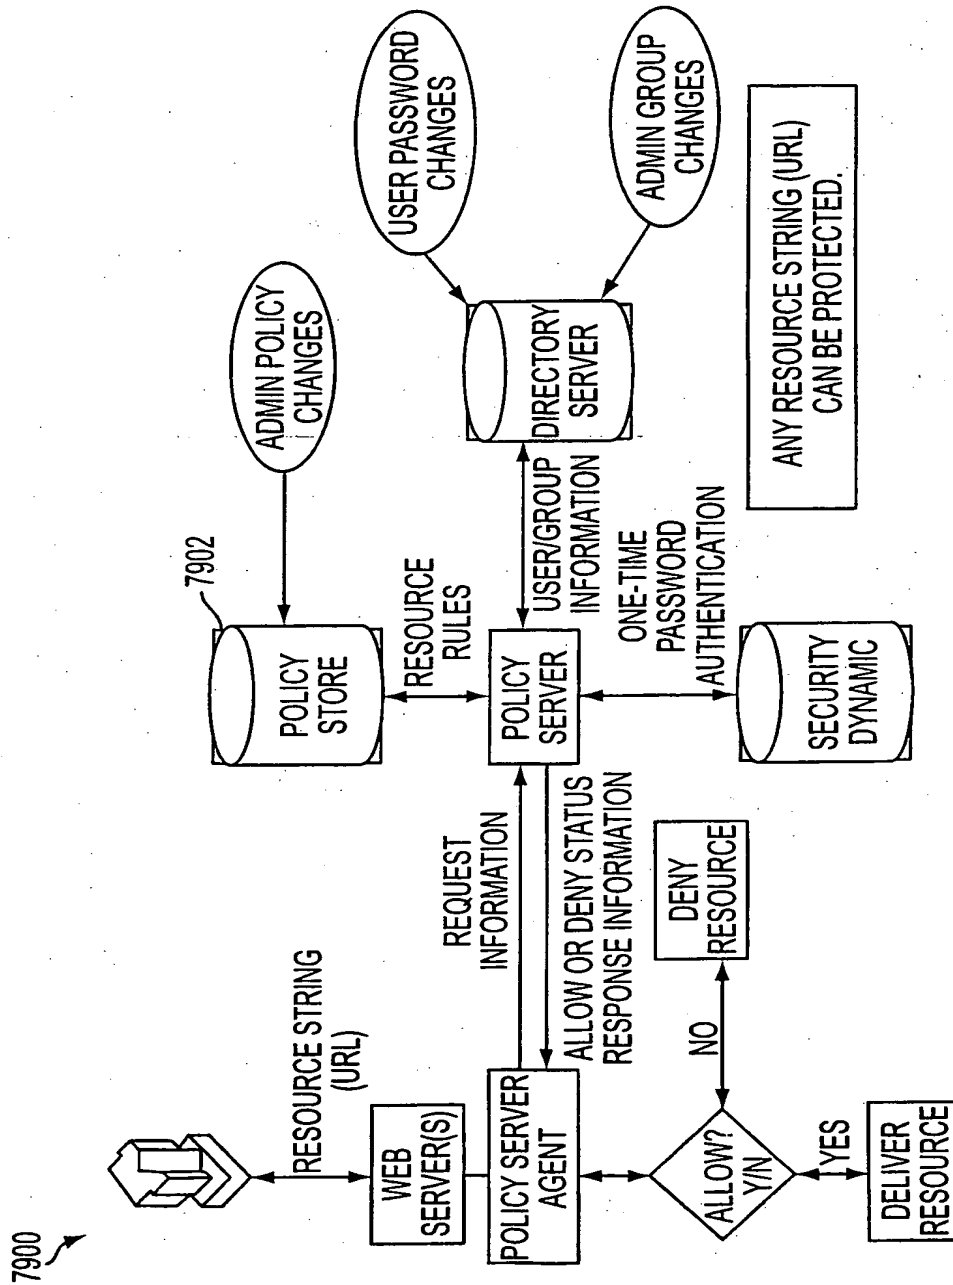 7900
RESOURCE STRING
(URL)
WEB
SERVER(S)
POLICY SERVER
AGENT
ALLOW?
Y/N
YES
DELIVER
RESOURCE
NO
DENY
RESOURCE
REQUEST
INFORMATION
ALLOW OR DENY STATUS
RESPONSE INFORMATION
7902
POLICY
STORE
RESOURCE
RULES
POLICY
SERVER
ONE-TIME
PASSWORD
AUTHENTICATION
SECURITY
DYNAMIC
ADMIN POLICY
CHANGES
USER/GROUP
INFORMATION
DIRECTORY
SERVER
USER PASSWORD
CHANGES
ADMIN GROUP
CHANGES
ANY RESOURCE STRING (URL)
CAN BE PROTECTED.